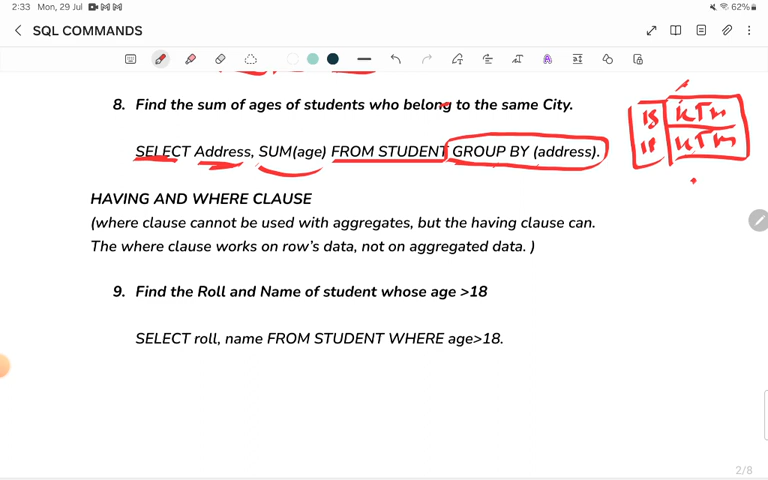 2:33 Mon, 29 Jul 62%
SQL COMMANDS
8. Find the sum of ages of students who belong to the same City.
SELECT Address, SUM(age) FROM STUDENT GROUP BY (address).
KTM
KTM
HAVING AND WHERE CLAUSE
(where clause cannot be used with aggregates, but the having clause can.
The where clause works on row's data, not on aggregated data. )
9. Find the Roll and Name of student whose age >18
SELECT roll, name FROM STUDENT WHERE age>18.
2/8